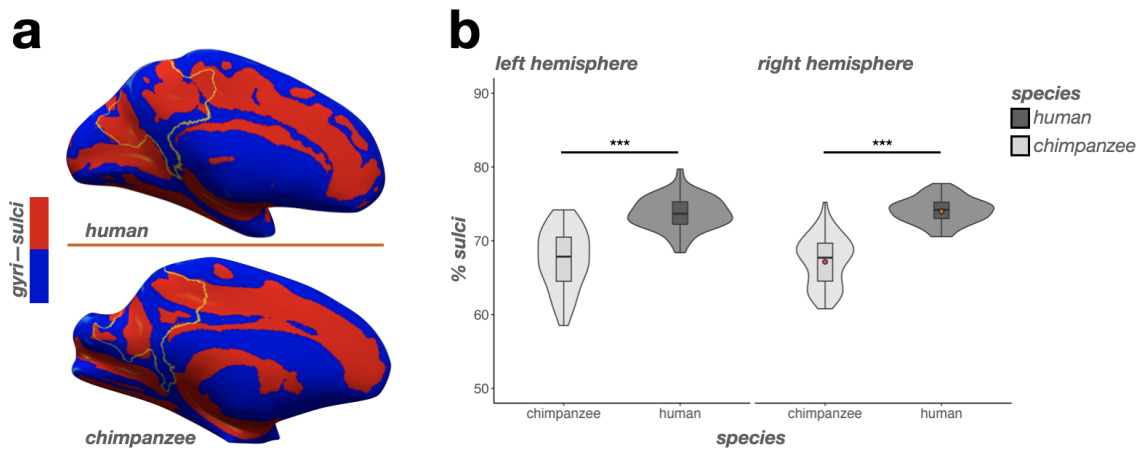 a
gyri—sulci
human
chimpanzee
b
left hemisphere
right hemisphere
% sulci
90
80
70
60
50
***
***
chimpanzee
human
chimpanzee
human
species
species
human
chimpanzee